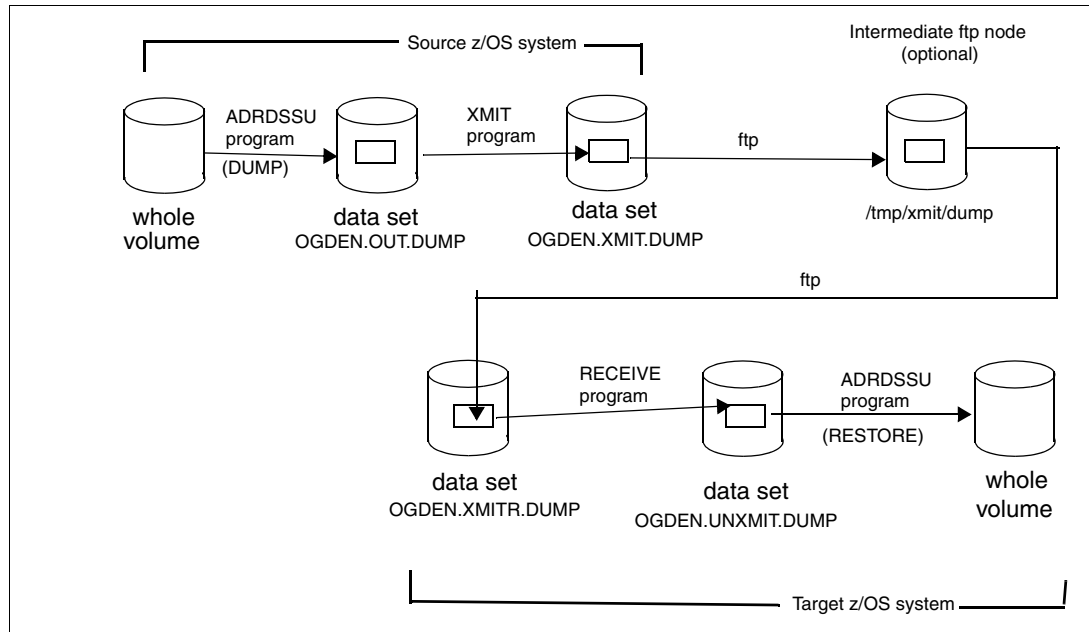 Source z/OS system
Intermediate ftp node
(optional)
ADRDSSU
program
(DUMP)
XMIT
program
ftp
whole
volume
data set
OGDEN.OUT.DUMP
data set
OGDEN.XMIT.DUMP
/tmp/xmit/dump
ftp
RECEIVE
program
ADRDSSU
program
(RESTORE)
data set
OGDEN.XMITR.DUMP
data set
OGDEN.UNXMIT.DUMP
whole
volume
Target z/OS system